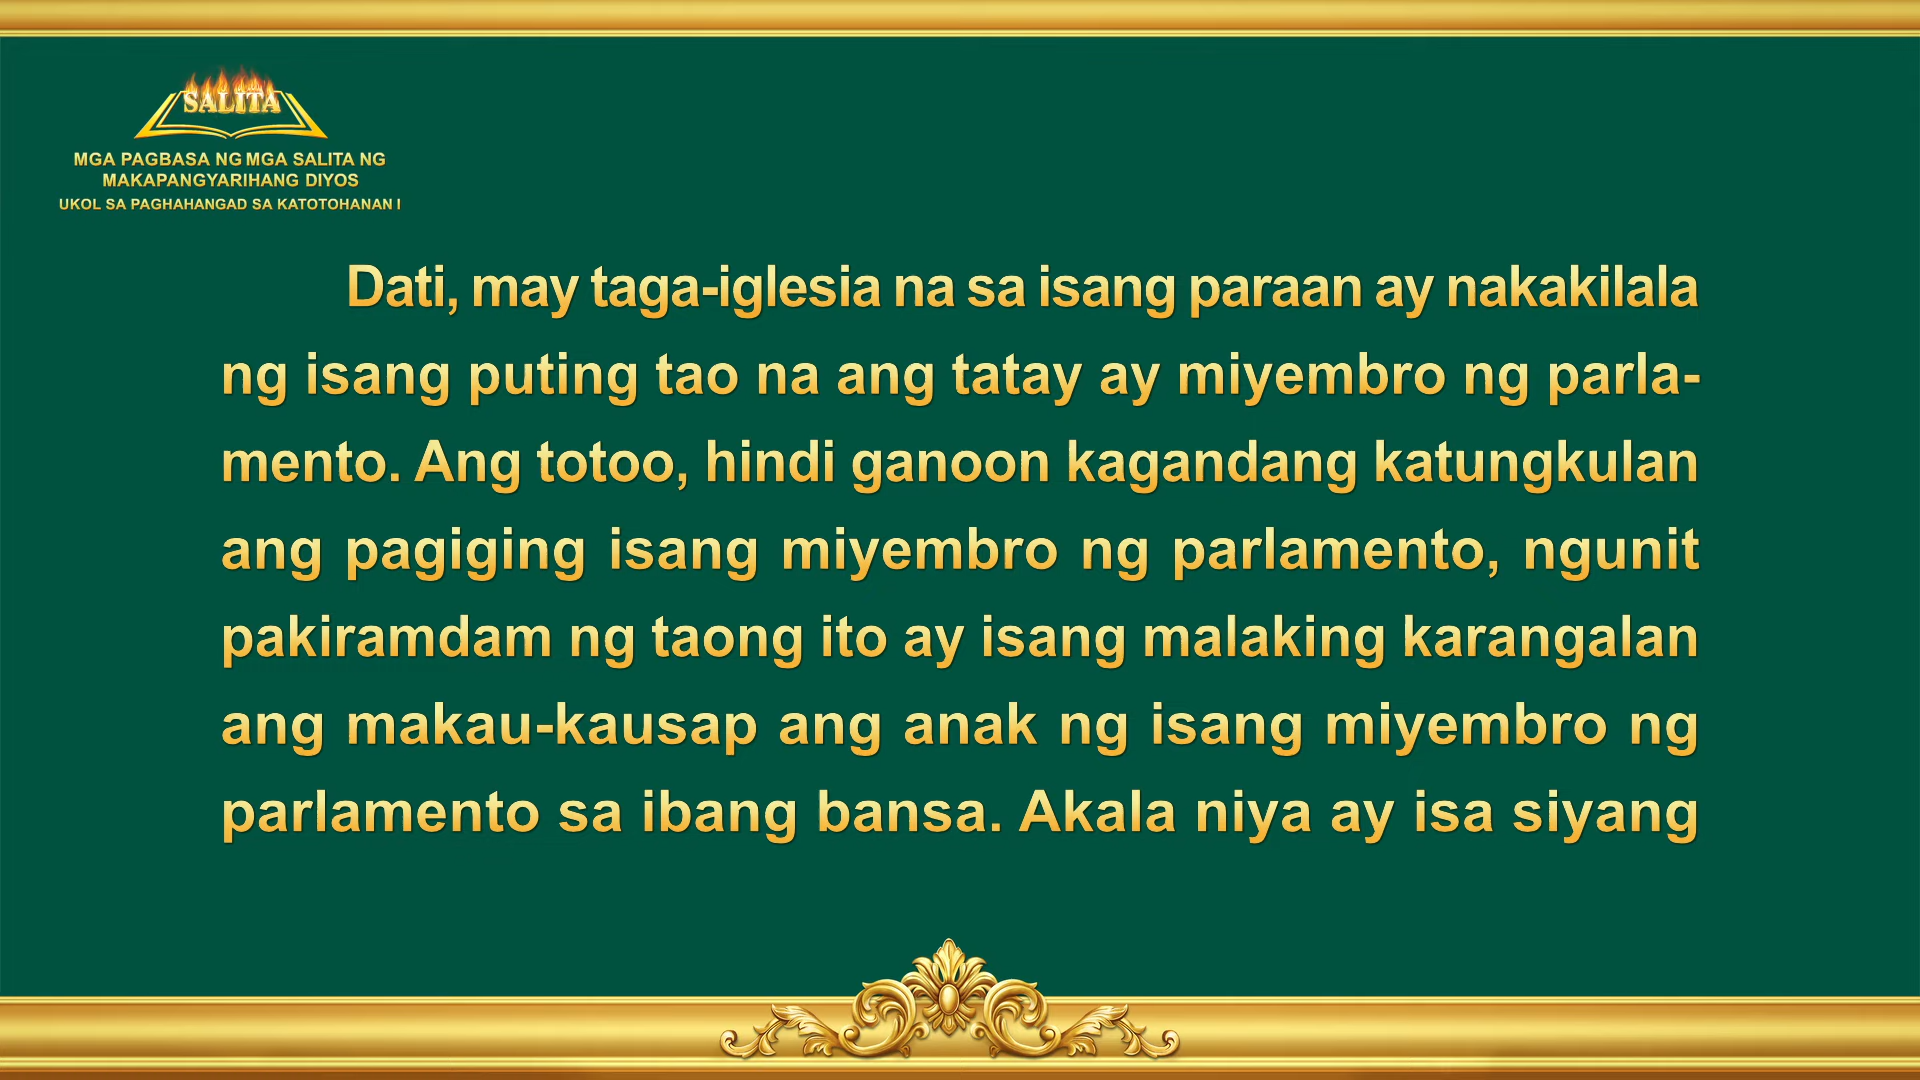 SALITA
MGA PAGBASA NG MGA SALITA NG
MAKAPANGYARIHANG DIYOS
UKOL SA PAGHAHANGAD SA KATOTOHANAN I
Dati, may taga-iglesia na sa isang paraan ay nakakilala
ng isang puting tao na ang tatay ay miyembro ng parla-
mento. Ang totoo, hindi ganoon kagandang katungkulan
ang pagiging isang miyembro ng parlamento, ngunit
pakiramdam ng taong ito ay isang malaking karangalan
ang makau-kausap ang anak ng isang miyembro ng
parlamento sa ibang bansa. Akala niya ay isa siyang